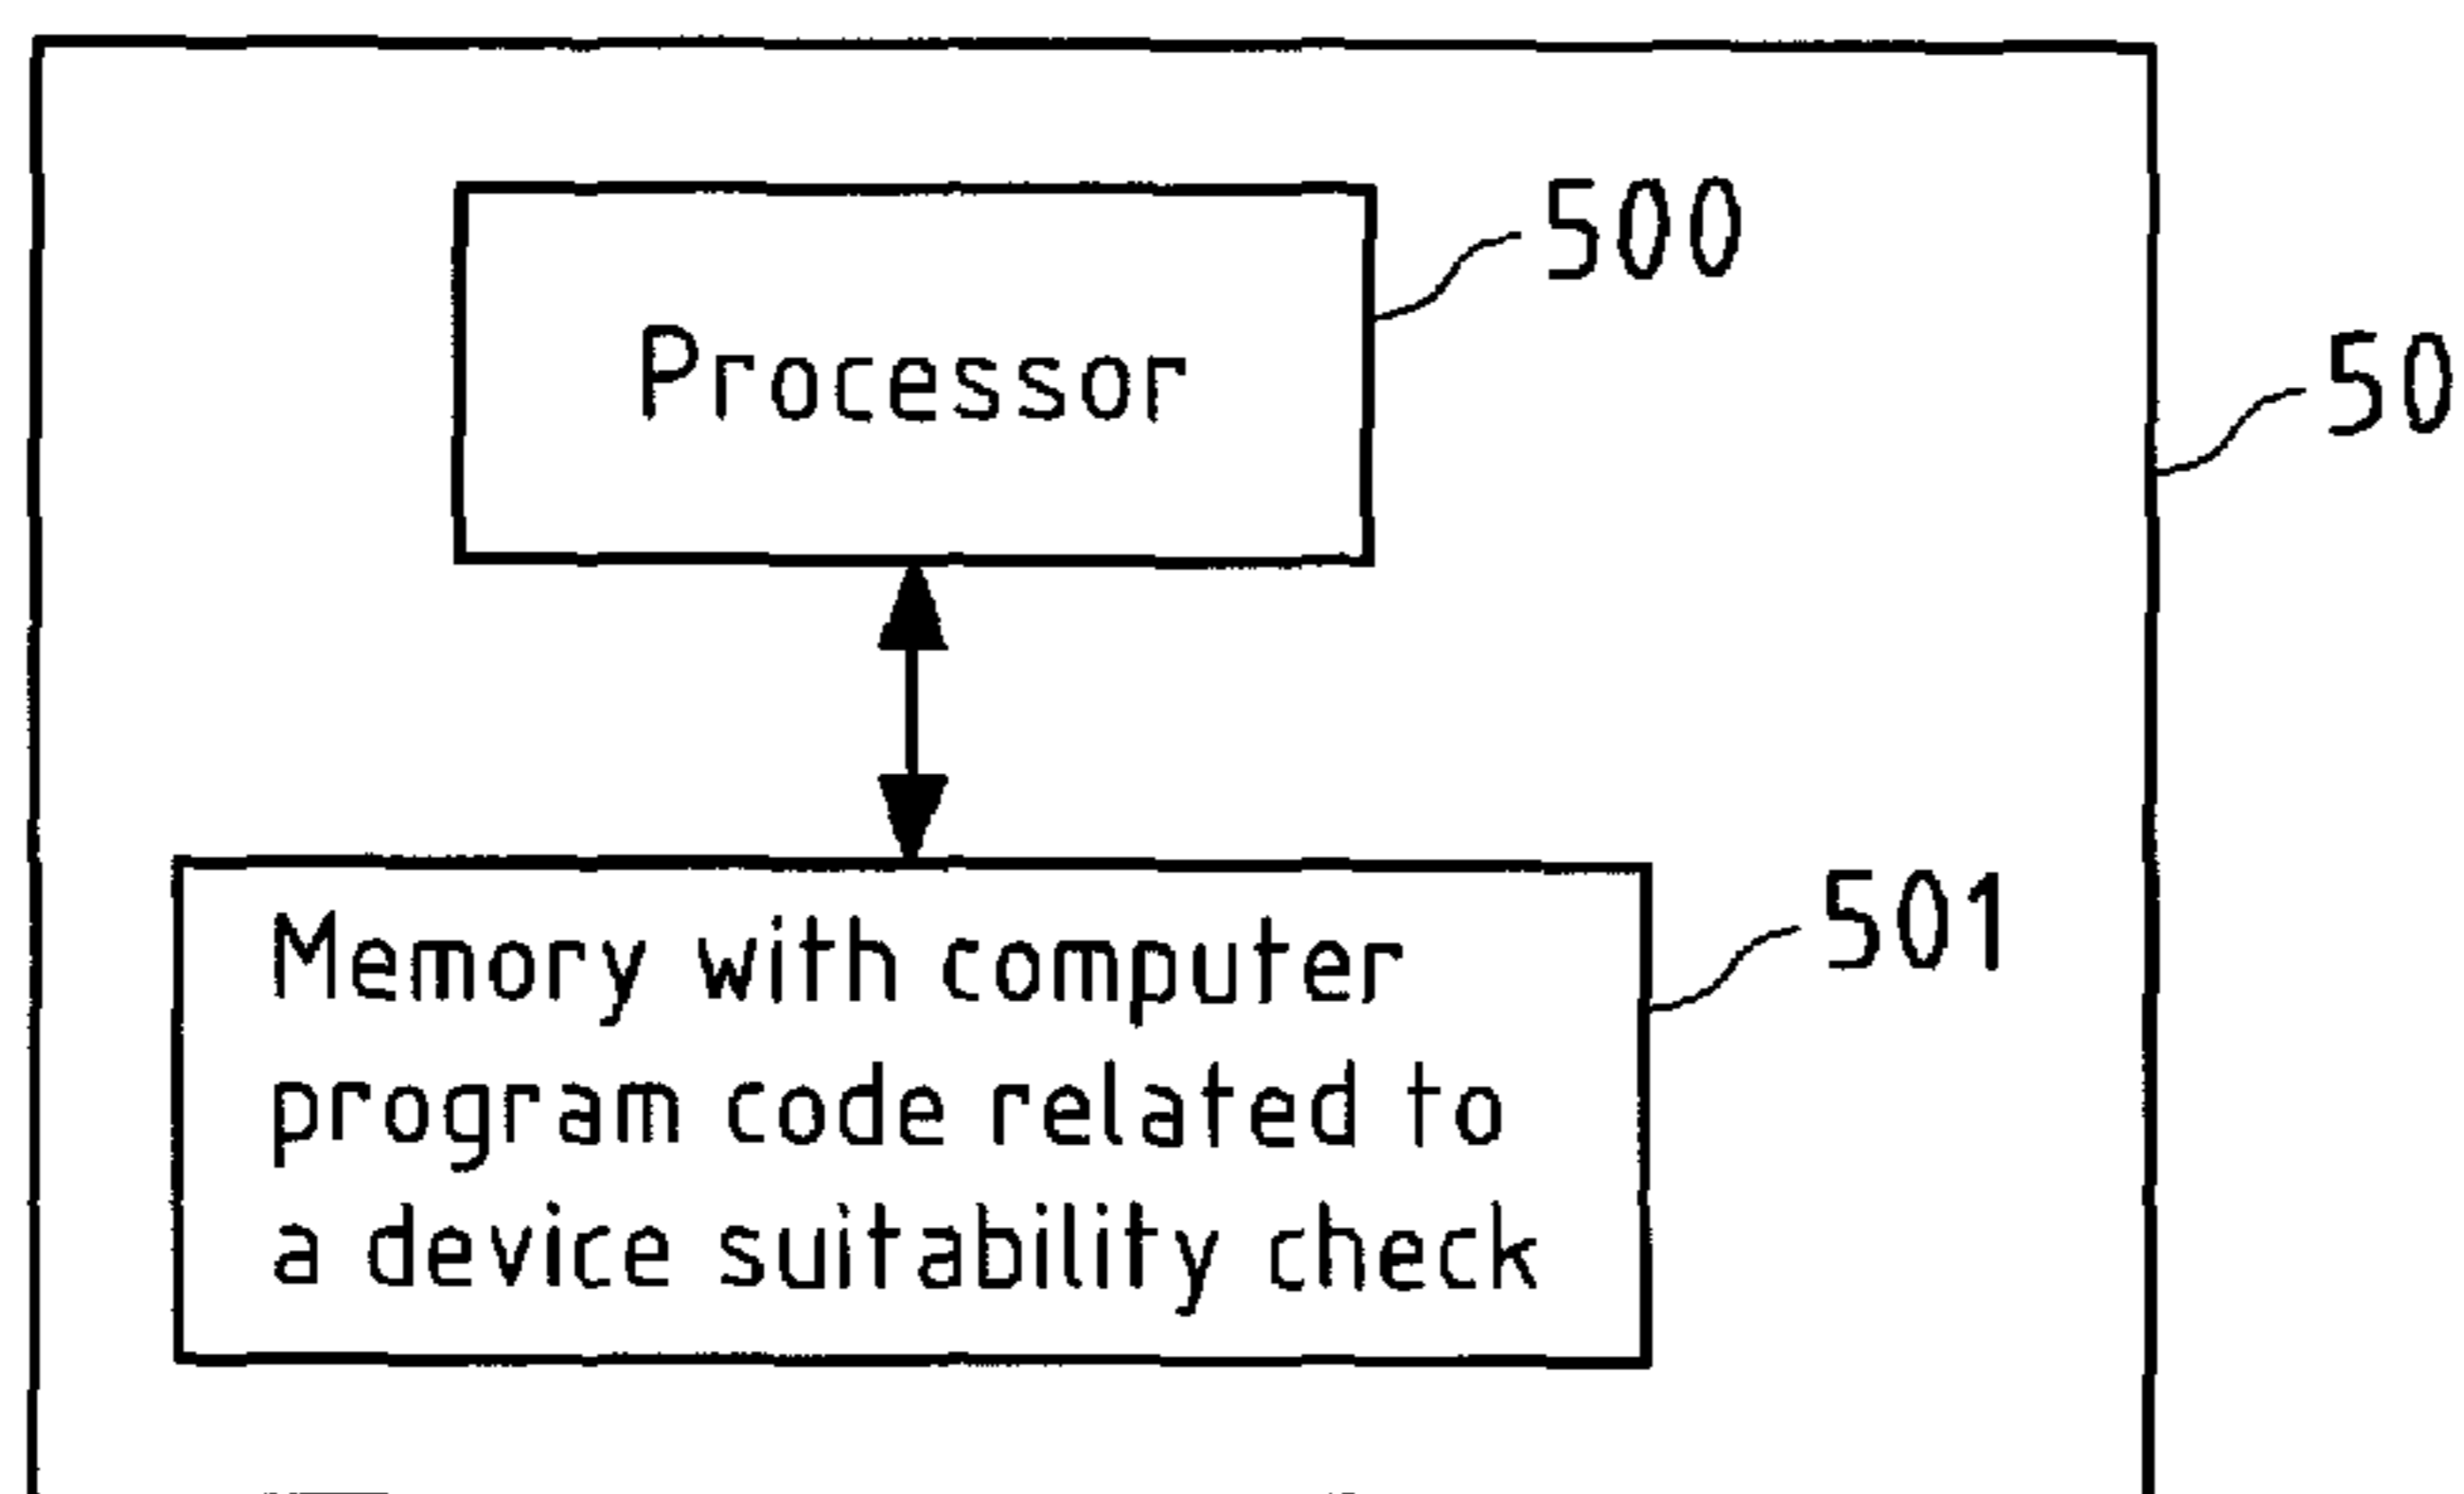 500
Processor
50
501
Memory with computer
program code related to
a device suitability check